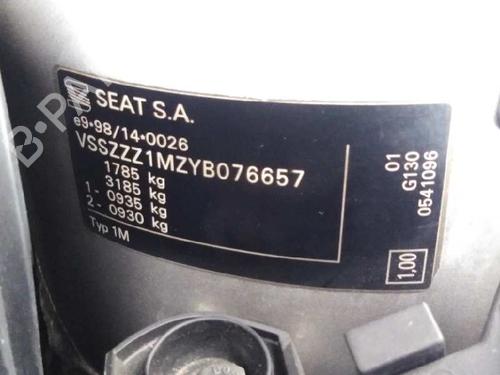 SEAT S.A.
e9*98/14*0026
VSSZZZ1MZYB076657
1785 kg
3185 kg
1- 0935 kg
2- 0930 kg
Typ 1M
01
G130
0541096
1,00